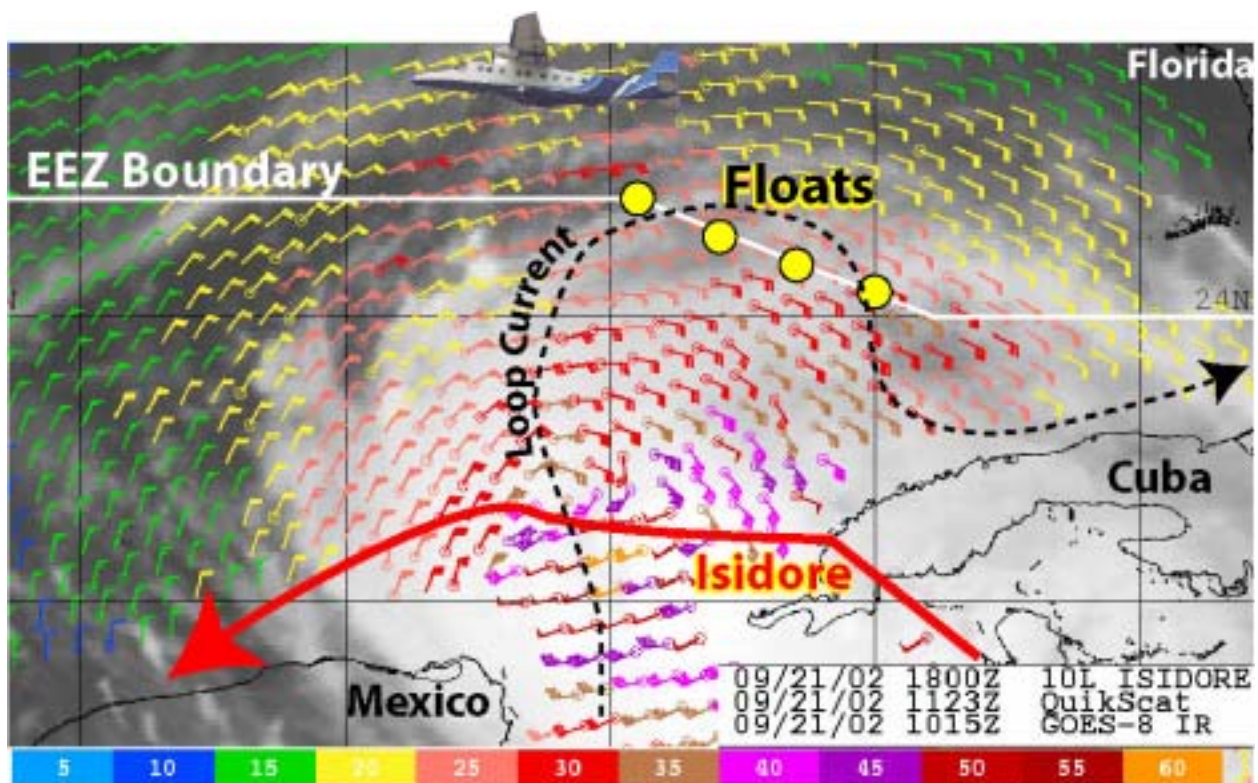 Florida
EEZ Boundary
Floats
Loop Current
24N
Cuba
Isidore
Mexico
09/21/02 1800Z 10L ISIDORE
09/21/02 1123Z QuikScat
09/21/02 1015Z GOES-8 IR
5 10 15 20 25 30 35 40 45 50 55 60